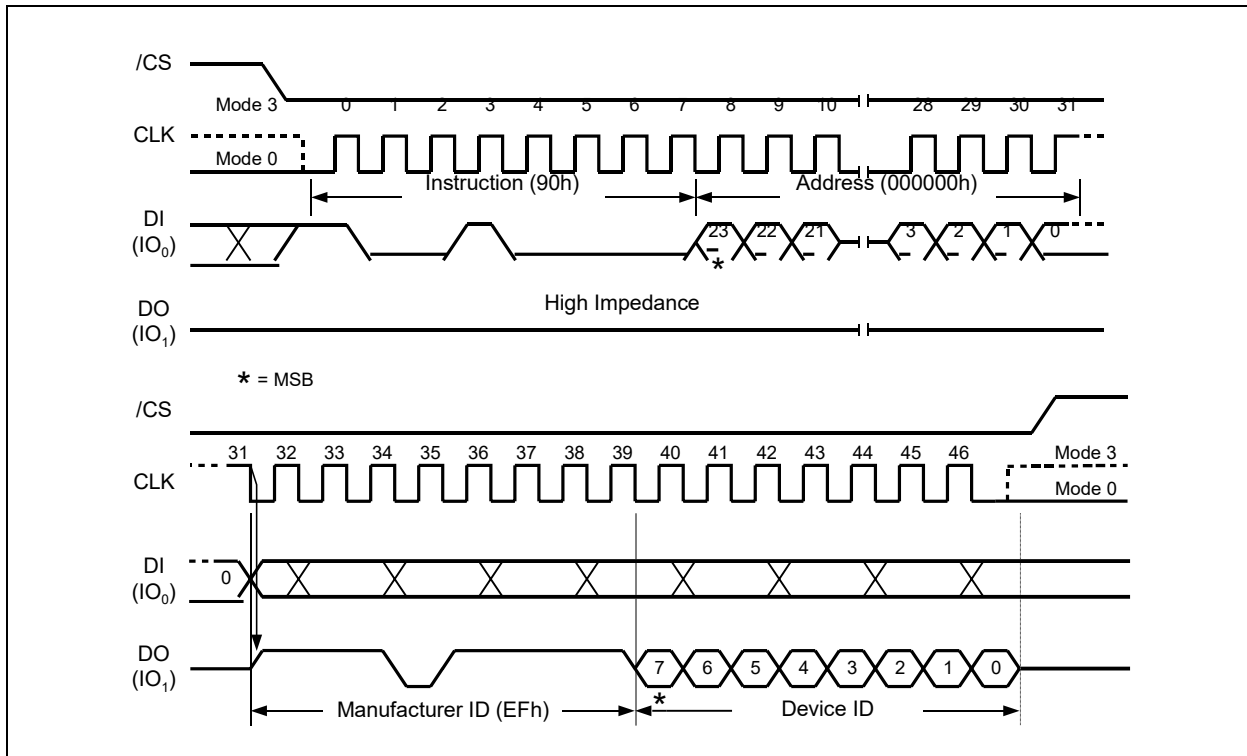 /CS
Mode 3 0 1 2 3 4 5 6 7 8 9 10 28 29 30 31
CLK
Mode 0
Instruction (90h) Address (000000h)
DI
(IO₀)
23 22 21 3 2 1 0
*
DO
(IO₁)
High Impedance
* = MSB
/CS
31 32 33 34 35 36 37 38 39 40 41 42 43 44 45 46 Mode 3
CLK
Mode 0
DI
(IO₀)
0
DO
(IO₁)
7 6 5 4 3 2 1 0
*
Manufacturer ID (EFh) Device ID